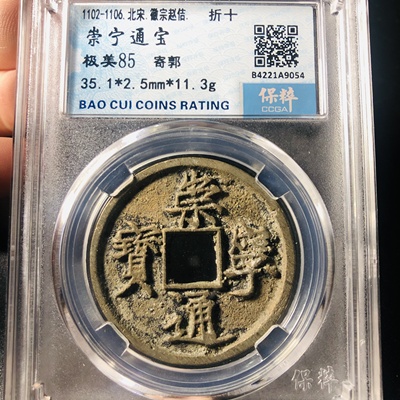 1102-1106.北宋.徽宗赵佶. 折十
崇宁通宝
极美85 寄郭
35.1*2.5mm*11.3g
BAO CUI COINS RATING
B4221A9054
保粹
CCGA
崇寧通寳
保粹